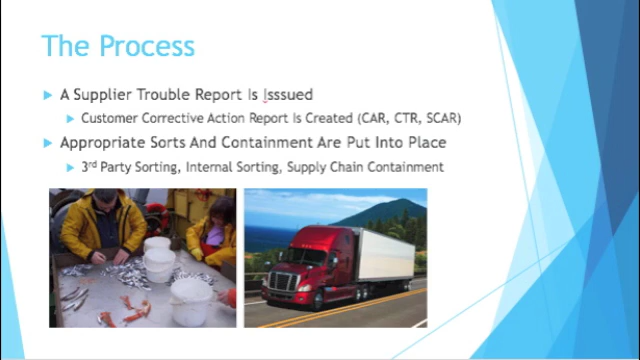 The Process
A Supplier Trouble Report Is Isssued
Customer Corrective Action Report Is Created (CAR, CTR, SCAR)
Appropriate Sorts And Containment Are Put Into Place
3rd Party Sorting, Internal Sorting, Supply Chain Containment